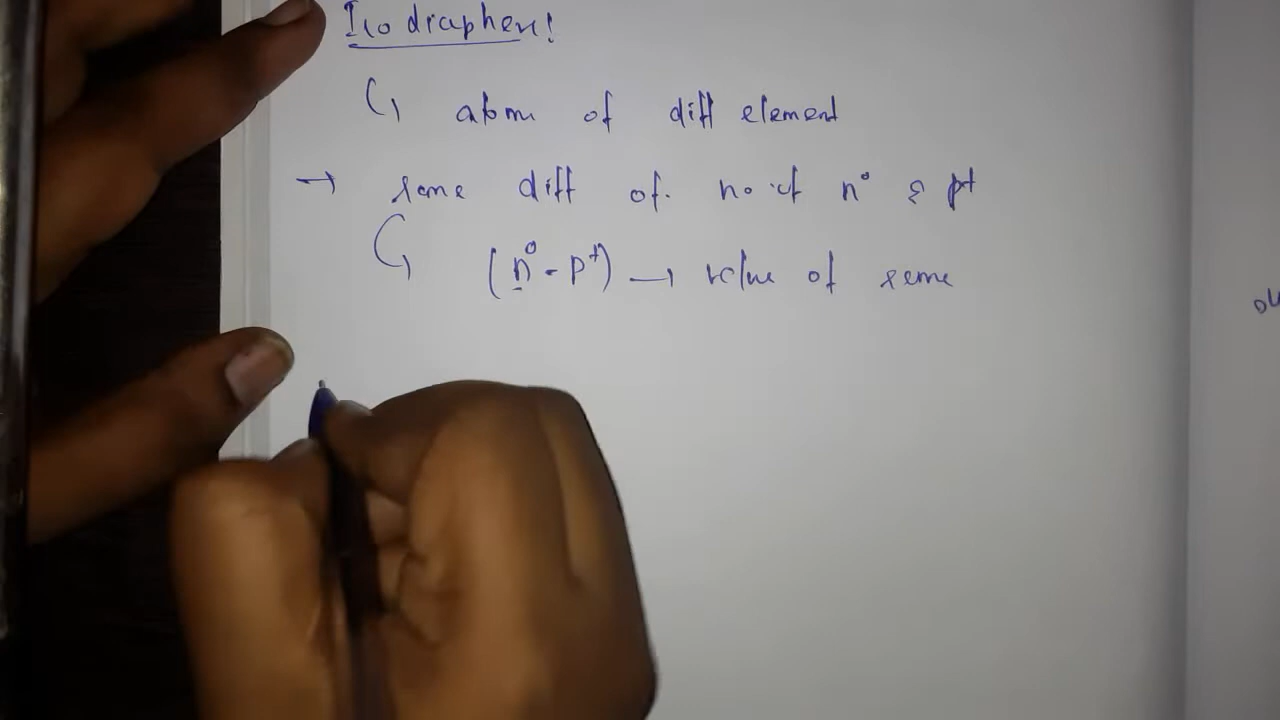 Isodiaphers!
atom of diff element
→ same diff of no. of n° & p+
(n° - p+) → value of same